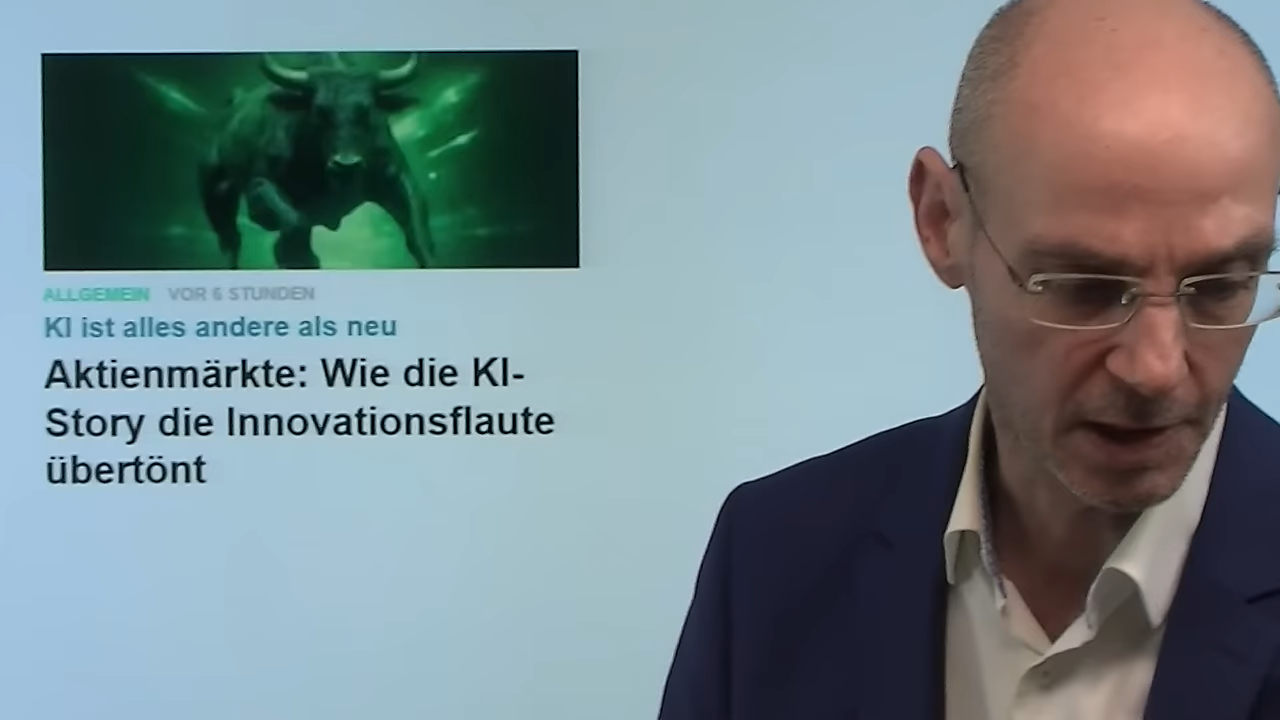 ALLGEMEIN VOR 6 STUNDEN
KI ist alles andere als neu
Aktienmärkte: Wie die KI-
Story die Innovationsflaute
übertönt